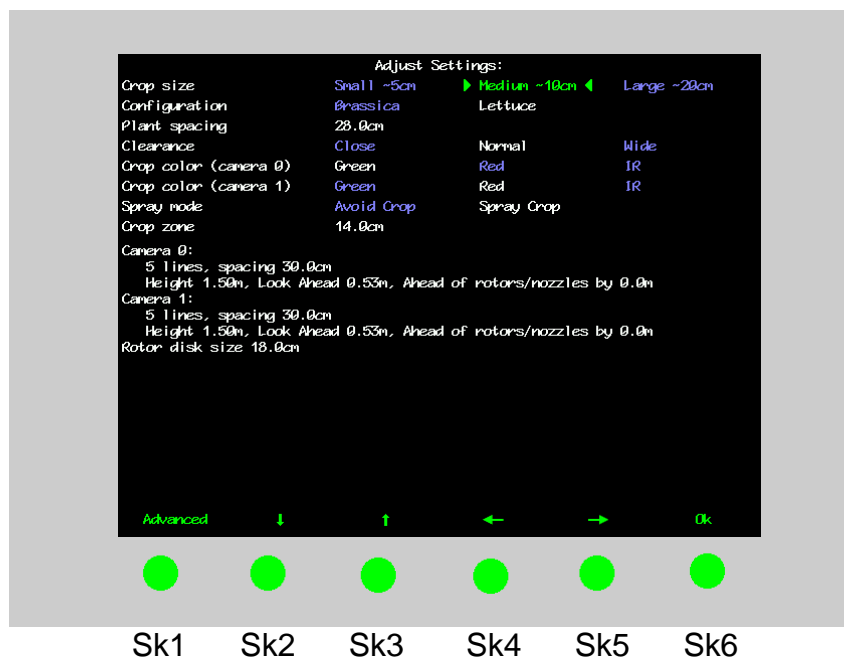 Adjust Settings:
Crop size Small ~5cm Medium ~10cm Large ~20cm
Configuration Brassica Lettuce
Plant spacing 28.0cm
Clearance Close Normal Wide
Crop color (camera 0) Green Red IR
Crop color (camera 1) Green Red IR
Spray mode Avoid Crop Spray Crop
Crop zone 14.0cm
Camera 0:
5 lines, spacing 30.0cm
Height 1.50m, Look Ahead 0.53m, Ahead of rotors/nozzles by 0.0m
Camera 1:
5 lines, spacing 30.0cm
Height 1.50m, Look Ahead 0.53m, Ahead of rotors/nozzles by 0.0m
Rotor disk size 18.0cm
Advanced ↓ ↑ ← → Ok
Sk1 Sk2 Sk3 Sk4 Sk5 Sk6